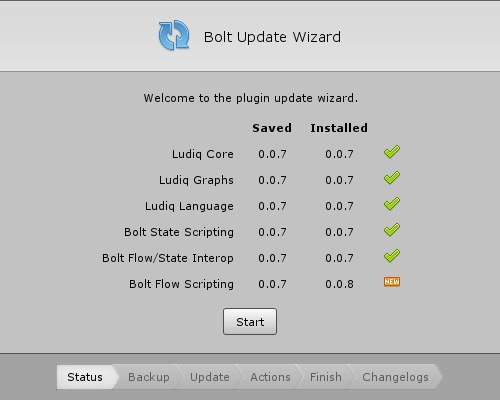 Bolt Update Wizard
Welcome to the plugin update wizard.
Saved Installed
Ludiq Core 0.0.7 0.0.7
Ludiq Graphs 0.0.7 0.0.7
Ludiq Language 0.0.7 0.0.7
Bolt State Scripting 0.0.7 0.0.7
Bolt Flow/State Interop 0.0.7 0.0.7
Bolt Flow Scripting 0.0.7 0.0.8 NEW
Start
Status Backup Update Actions Finish Changelogs